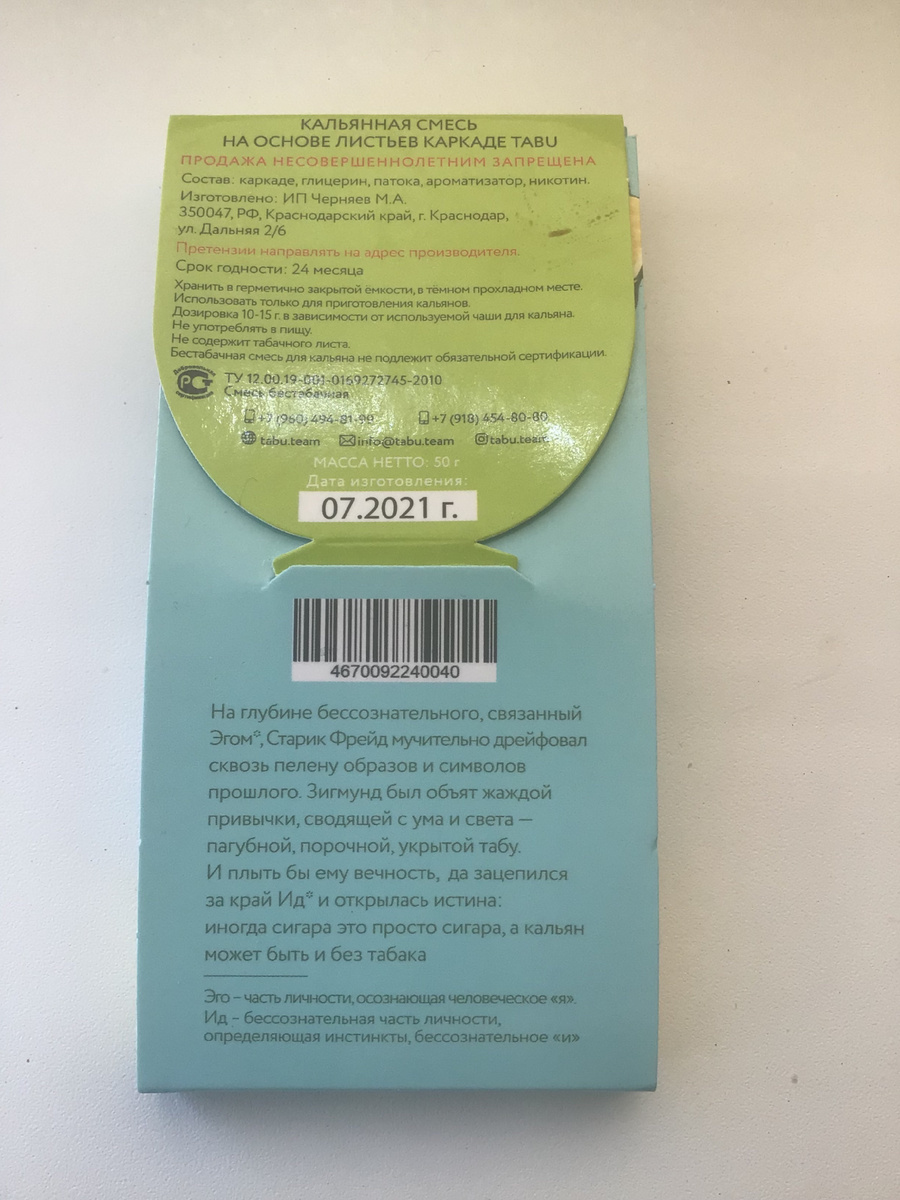 КАЛЬЯННАЯ СМЕСЬ
НА ОСНОВЕ ЛИСТЬЕВ КАРКАДЕ TABU
ПРОДАЖА НЕСОВЕРШЕННОЛЕТНИМ ЗАПРЕЩЕНА
Состав: каркаде, глицерин, патока, ароматизатор, никотин.
Изготовлено: ИП Черняев М.А.
350047, РФ, Краснодарский край, г. Краснодар,
ул. Дальняя 2/6
Претензии направлять на адрес производителя.
Срок годности: 24 месяца
Хранить в герметично закрытой ёмкости, в тёмном прохладном месте.
Использовать только для приготовления кальянов.
Дозировка 10-15 г. в зависимости от используемой чаши для кальяна.
Не употреблять в пищу.
Не содержит табачного листа.
Бестабачная смесь для кальяна не подлежит обязательной сертификации.
ТУ 12.00.19-001-0169272745-2010
Смесь бестабачная
+7 (960) 494-81-90 +7 (918) 454-80-80
tabu.team info@tabu.team tabu.team
МАССА НЕТТО: 50 г
Дата изготовления:
07.2021 г.
4670092240040
На глубине бессознательного, связанный
Эгом*, Старик Фрейд мучительно дрейфовал
сквозь пелену образов и символов
прошлого. Зигмунд был объят жаждой
привычки, сводящей с ума и света —
пагубной, порочной, укрытой табу.
И плыть бы ему вечность, да зацепился
за край Ид* и открылась истина:
иногда сигара это просто сигара, а кальян
может быть и без табака
Эго – часть личности, осознающая человеческое «я».
Ид – бессознательная часть личности,
определяющая инстинкты, бессознательное «и»